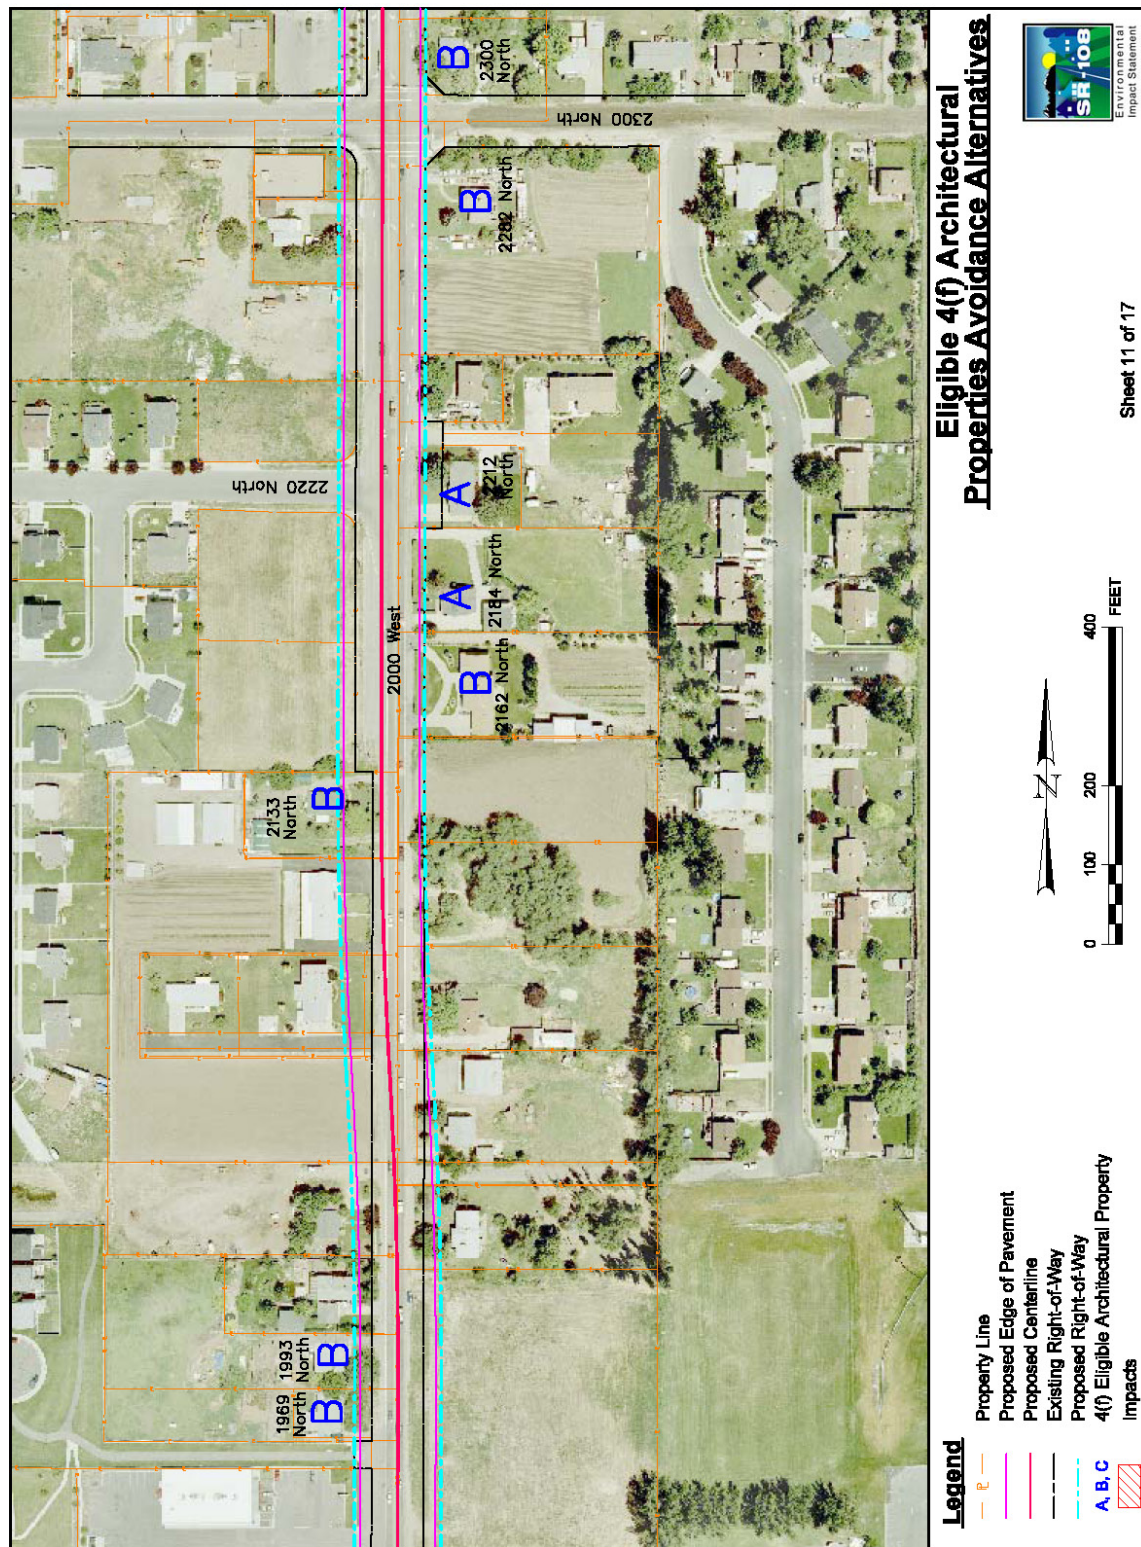 Eligible 4(f) Architectural
Properties Avoidance Alternatives
SR-108
Environmental
Impact Statement
Sheet 11 of 17
2300
North
B
2300 North
2282 North
B
2220 North
2212
North
A
2184 North
A
2000 West
2162 North
B
2133
North
B
1993
North
B
1969
North
B
N
0
100
200
400
FEET
Legend
P Property Line
Proposed Edge of Pavement
Proposed Centerline
Existing Right-of-Way
Proposed Right-of-Way
A, B, C 4(f) Eligible Architectural Property
Impacts